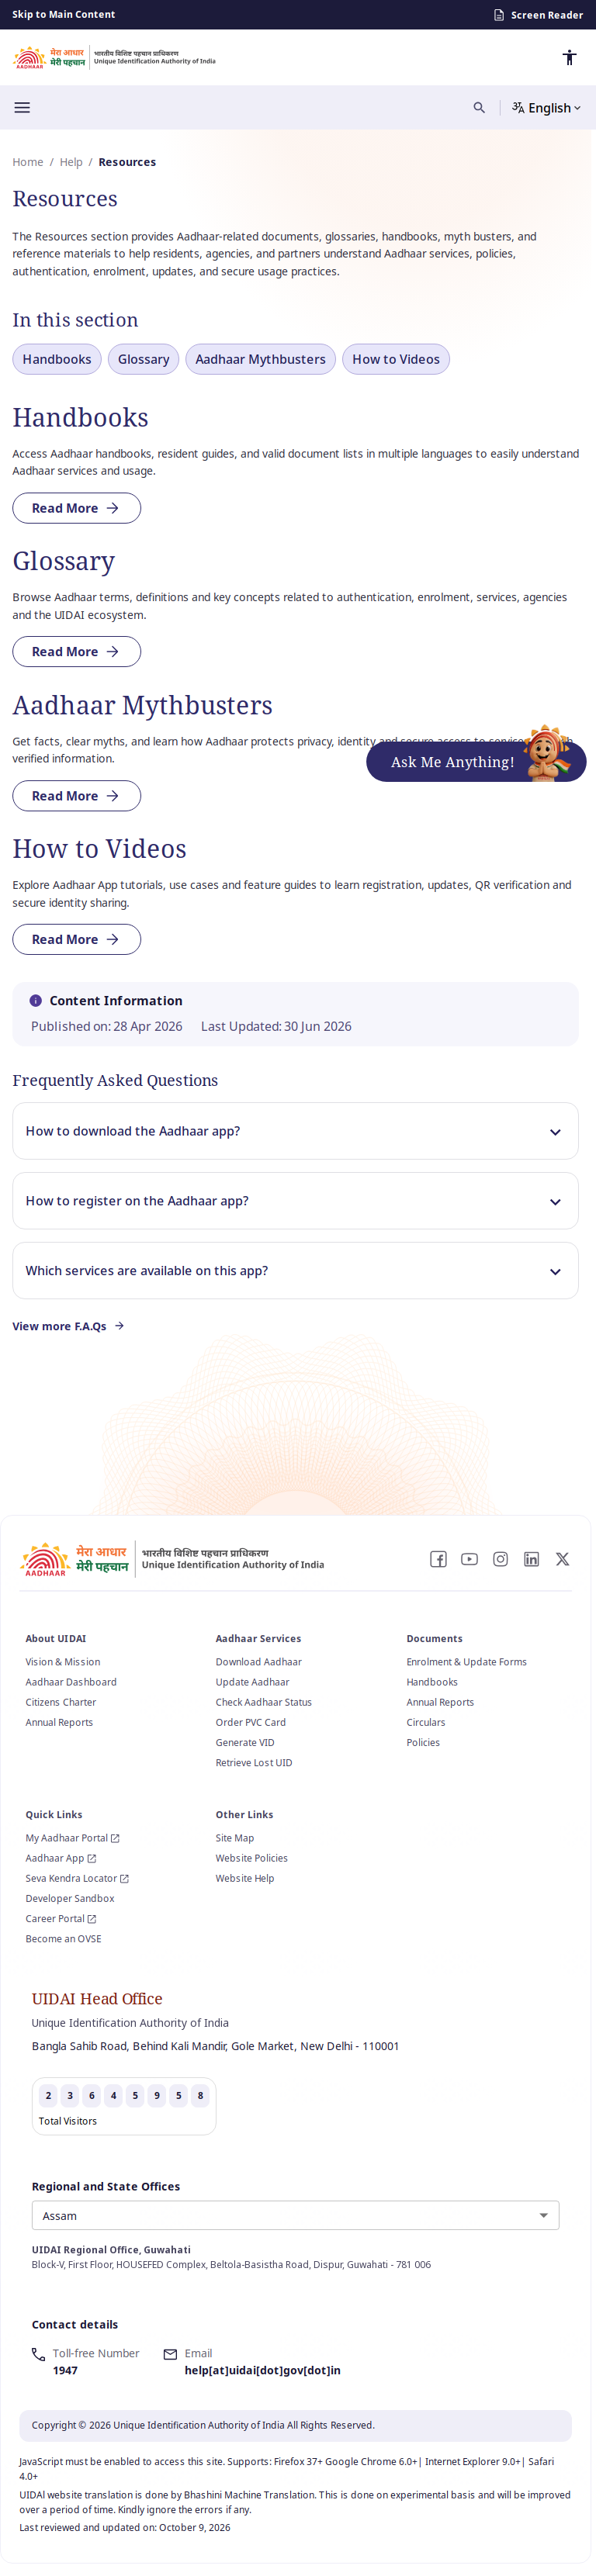 Skip to Main Content
Screen Reader
AADHAAR
मेरा आधार
मेरी पहचान
भारतीय विशिष्ट पहचान प्राधिकरण
Unique Identification Authority of India
English
Home / Help / Resources
Resources
The Resources section provides Aadhaar-related documents, glossaries, handbooks, myth busters, and
reference materials to help residents, agencies, and partners understand Aadhaar services, policies,
authentication, enrolment, updates, and secure usage practices.
In this section
Handbooks
Glossary
Aadhaar Mythbusters
How to Videos
Handbooks
Access Aadhaar handbooks, resident guides, and valid document lists in multiple languages to easily understand
Aadhaar services and usage.
Read More
Glossary
Browse Aadhaar terms, definitions and key concepts related to authentication, enrolment, services, agencies
and the UIDAI ecosystem.
Read More
Aadhaar Mythbusters
Get facts, clear myths, and learn how Aadhaar protects privacy, identity and secure access to services
verified information.
Ask Me Anything!
Read More
How to Videos
Explore Aadhaar App tutorials, use cases and feature guides to learn registration, updates, QR verification and
secure identity sharing.
Read More
Content Information
Published on: 28 Apr 2026
Last Updated: 30 Jun 2026
Frequently Asked Questions
How to download the Aadhaar app?
How to register on the Aadhaar app?
Which services are available on this app?
View more F.A.Qs
AADHAAR
मेरा आधार
मेरी पहचान
भारतीय विशिष्ट पहचान प्राधिकरण
Unique Identification Authority of India
About UIDAI
Vision & Mission
Aadhaar Dashboard
Citizens Charter
Annual Reports
Aadhaar Services
Download Aadhaar
Update Aadhaar
Check Aadhaar Status
Order PVC Card
Generate VID
Retrieve Lost UID
Documents
Enrolment & Update Forms
Handbooks
Annual Reports
Circulars
Policies
Quick Links
My Aadhaar Portal
Aadhaar App
Seva Kendra Locator
Developer Sandbox
Career Portal
Become an OVSE
Other Links
Site Map
Website Policies
Website Help
UIDAI Head Office
Unique Identification Authority of India
Bangla Sahib Road, Behind Kali Mandir, Gole Market, New Delhi - 110001
2 3 6 4 5 9 5 8
Total Visitors
Regional and State Offices
Assam
UIDAI Regional Office, Guwahati
Block-V, First Floor, HOUSEFED Complex, Beltola-Basistha Road, Dispur, Guwahati - 781 006
Contact details
Toll-free Number
1947
Email
help[at]uidai[dot]gov[dot]in
Copyright © 2026 Unique Identification Authority of India All Rights Reserved.
JavaScript must be enabled to access this site. Supports: Firefox 37+ Google Chrome 6.0+| Internet Explorer 9.0+| Safari
4.0+
UIDAI website translation is done by Bhashini Machine Translation. This is done on experimental basis and will be improved
over a period of time. Kindly ignore the errors if any.
Last reviewed and updated on: October 9, 2026